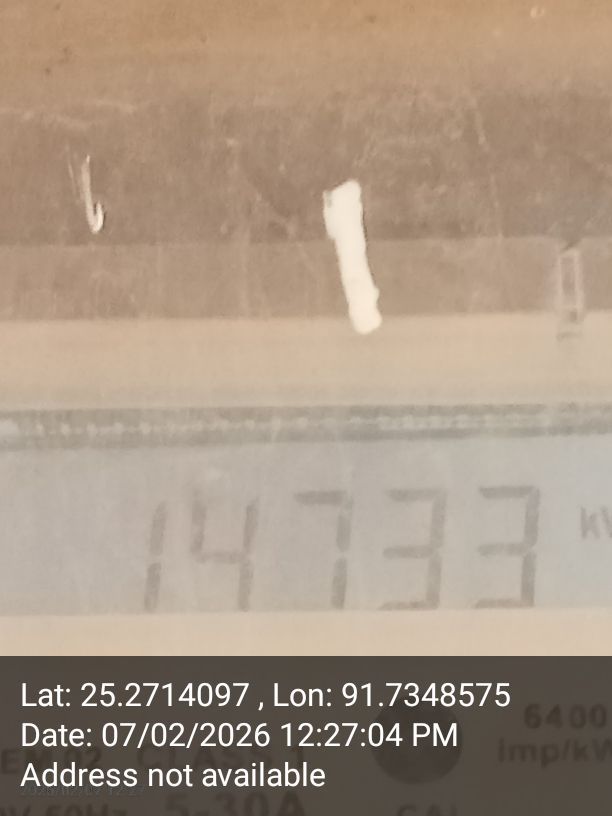 14733 kW
Lat: 25.2714097 , Lon: 91.7348575
Date: 07/02/2026 12:27:04 PM
Address not available
6400
imp/kW
5-30A